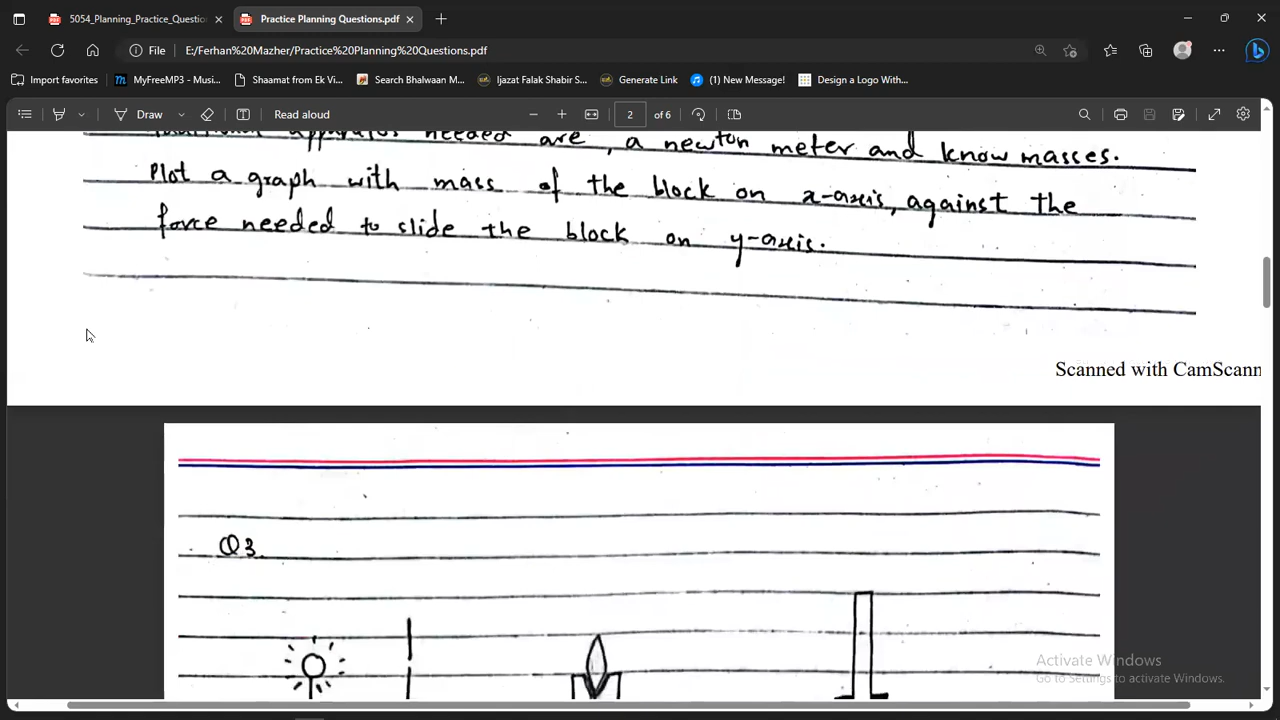 5054_Planning_Practice_Questio
Practice Planning Questions.pdf
File E:/Ferhan%20Mazher/Practice%20Planning%20Questions.pdf
Import favorites MyFreeMP3 - Musi... Shaamat from Ek Vi... Search Bhalwaan M... Ijazat Falak Shabir S... Generate Link (1) New Message! Design a Logo With...
Draw Read aloud 2 of 6
apparatus needed are, a newton meter and know masses.
Plot a graph with mass of the block on x-axis, against the
force needed to slide the block on y-axis.
Scanned with CamScann
Q3
Activate Windows
Go to Settings to activate Windows.